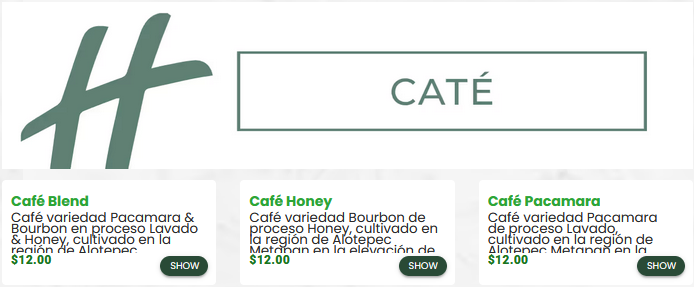 CATÉ
Café Blend
Café variedad Pacamara &
Bourbon en proceso Lavado
& Honey, cultivado en la
región de Alotepec
$12.00
SHOW
Café Honey
Café variedad Bourbon de
proceso Honey, cultivado en
la región de Alotepec
Metapan en la elevación de
$12.00
SHOW
Café Pacamara
Café variedad Pacamara
de proceso Lavado,
cultivado en la región de
Alotepec Metapan en la
$12.00
SHOW